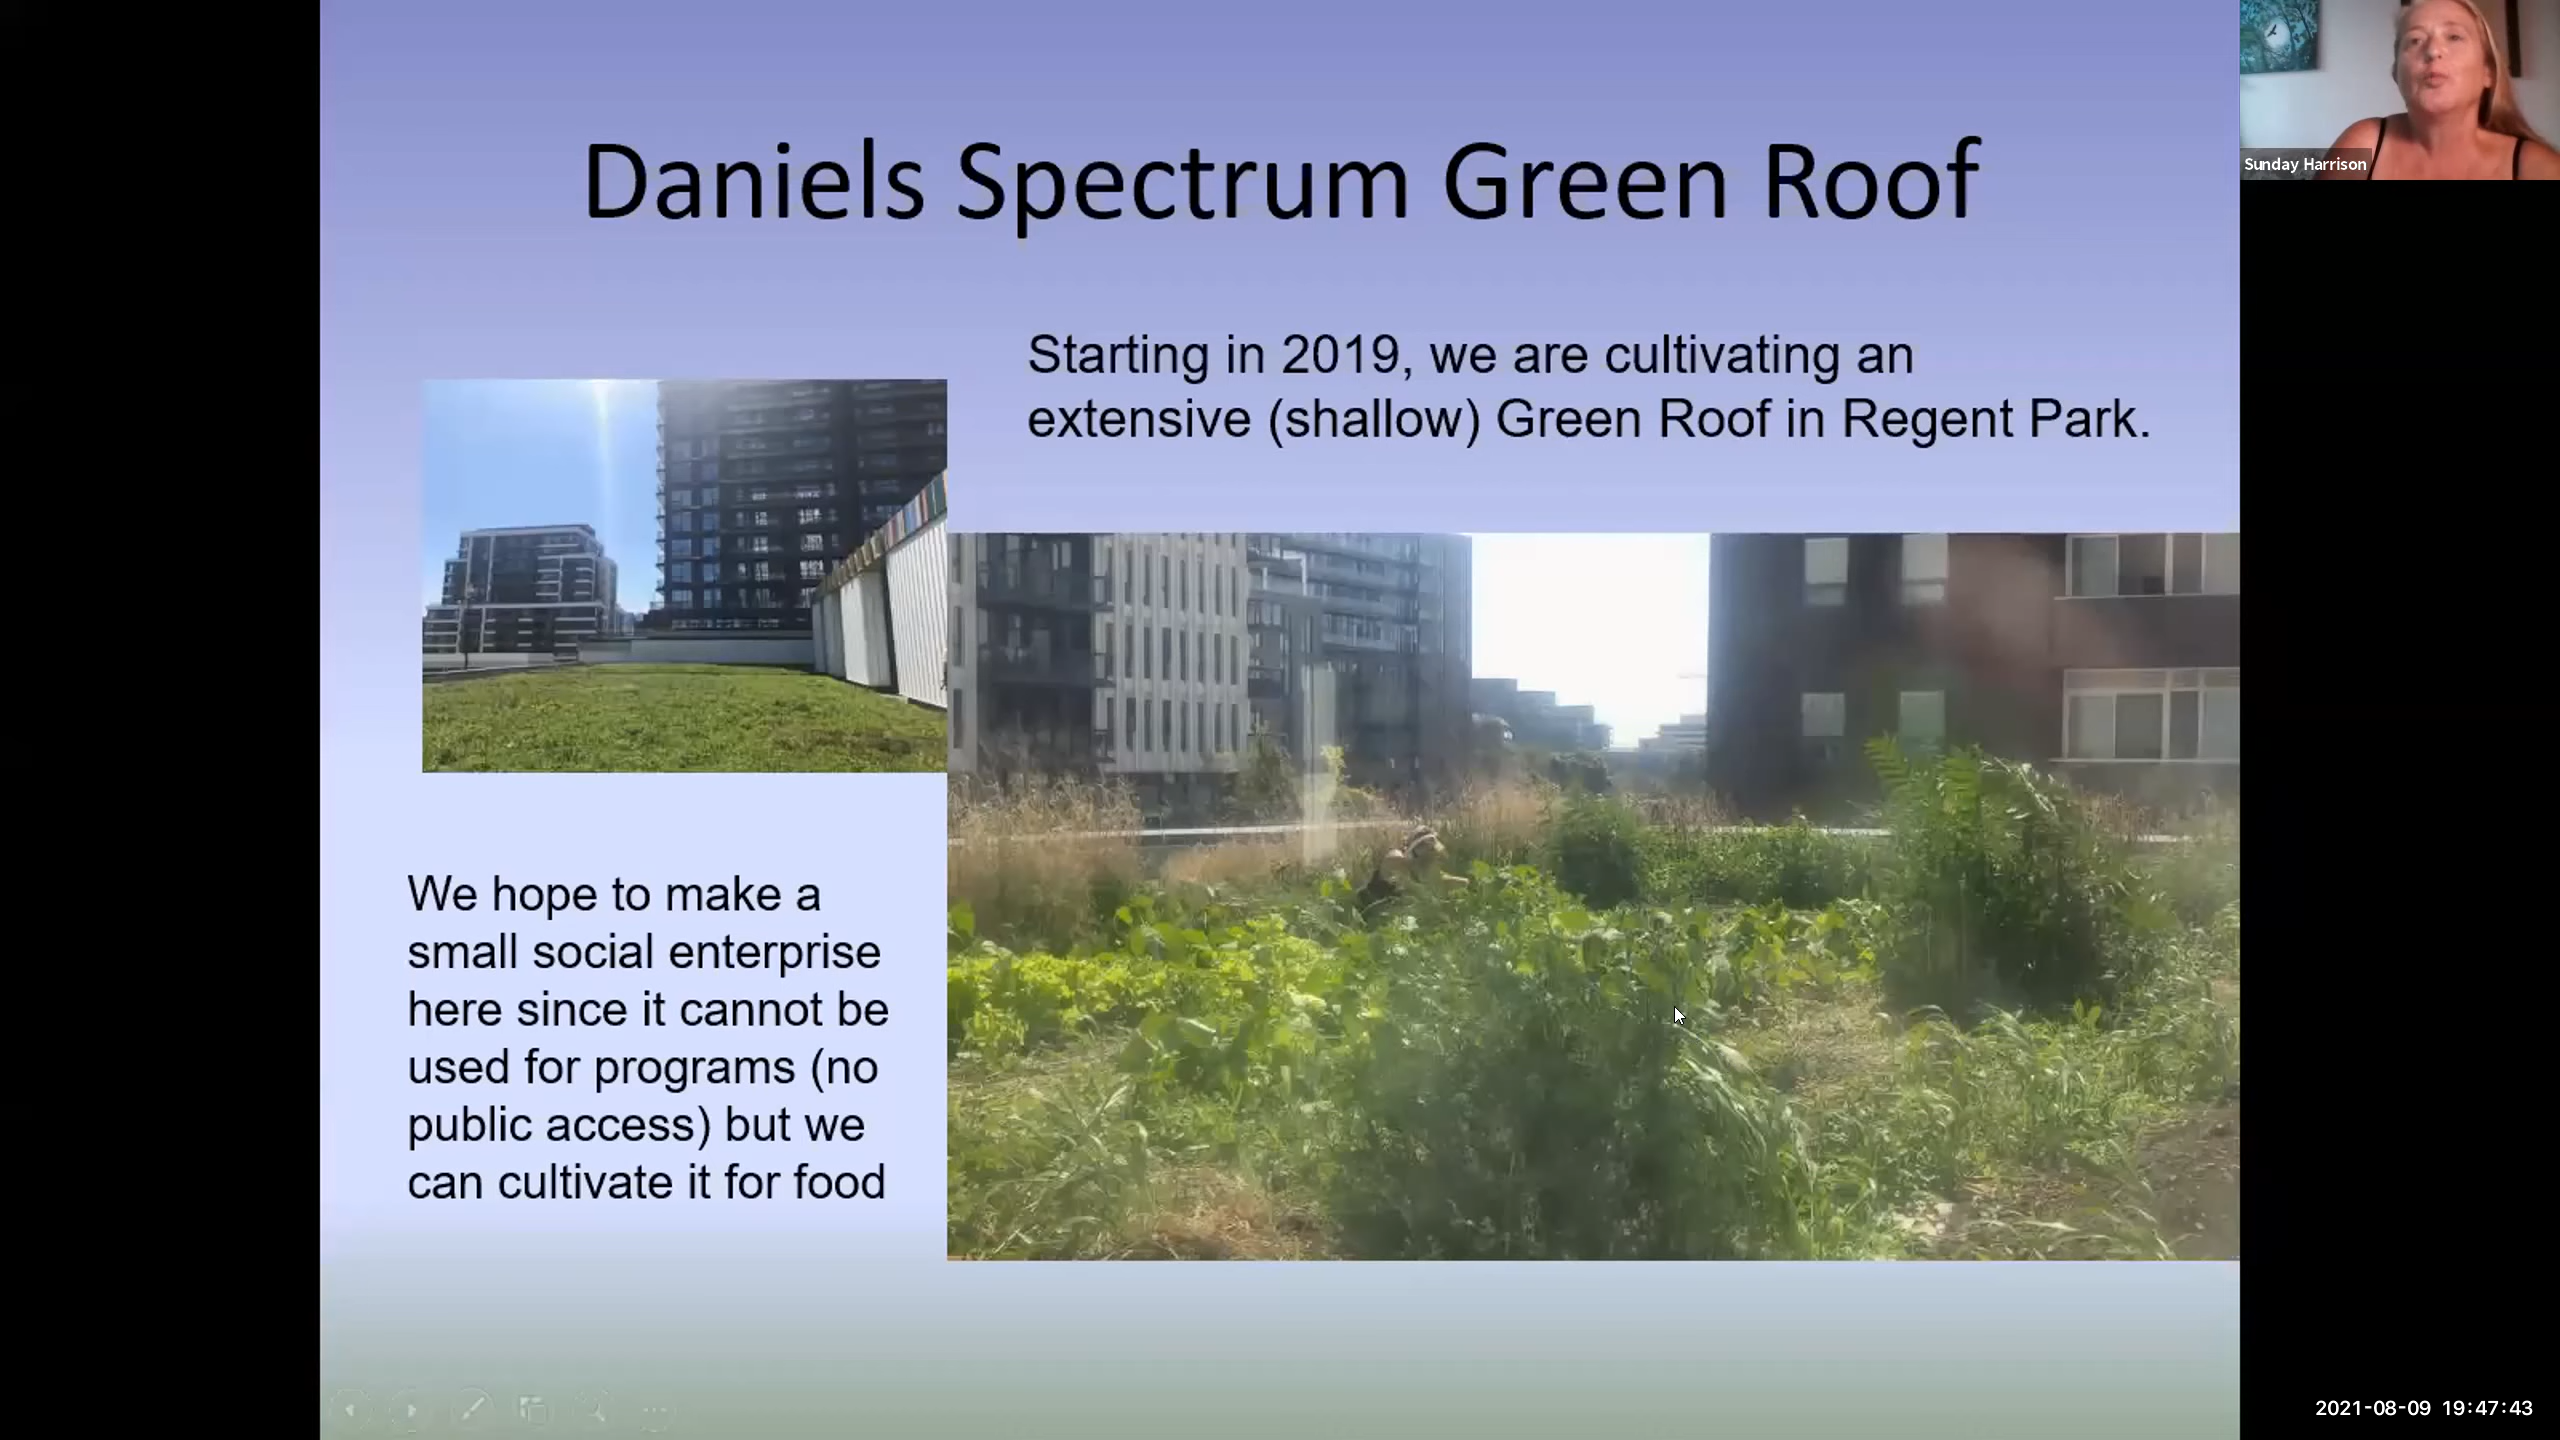 Daniels Spectrum Green Roof
Sunday Harrison
Starting in 2019, we are cultivating an
extensive (shallow) Green Roof in Regent Park.
We hope to make a
small social enterprise
here since it cannot be
used for programs (no
public access) but we
can cultivate it for food
2021-08-09 19:47:43